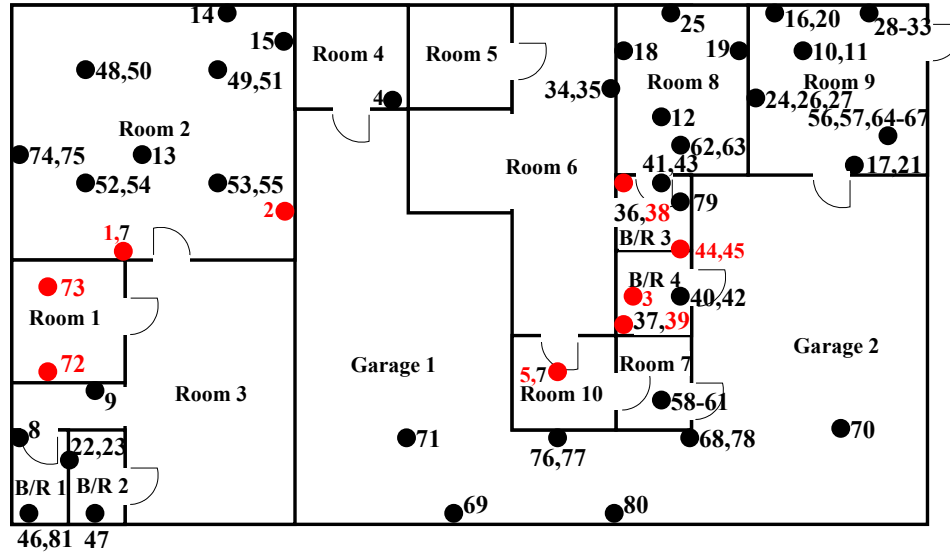 14
25
16,20
28-33
15
18
19
10,11
Room 4
Room 5
Room 8
Room 9
48,50
49,51
34,35
4
24,26,27
12
56,57,64-67
Room 2
62,63
74,75
13
Room 6
41,43
17,21
52,54
53,55
2
36,38
79
1,7
B/R 3
44,45
73
B/R 4
3
40,42
Room 1
37,39
Garage 2
72
Garage 1
5,7
Room 7
9
Room 3
Room 10
58-61
8
22,23
71
76,77
68,78
70
B/R 1
B/R 2
69
80
46,81
47